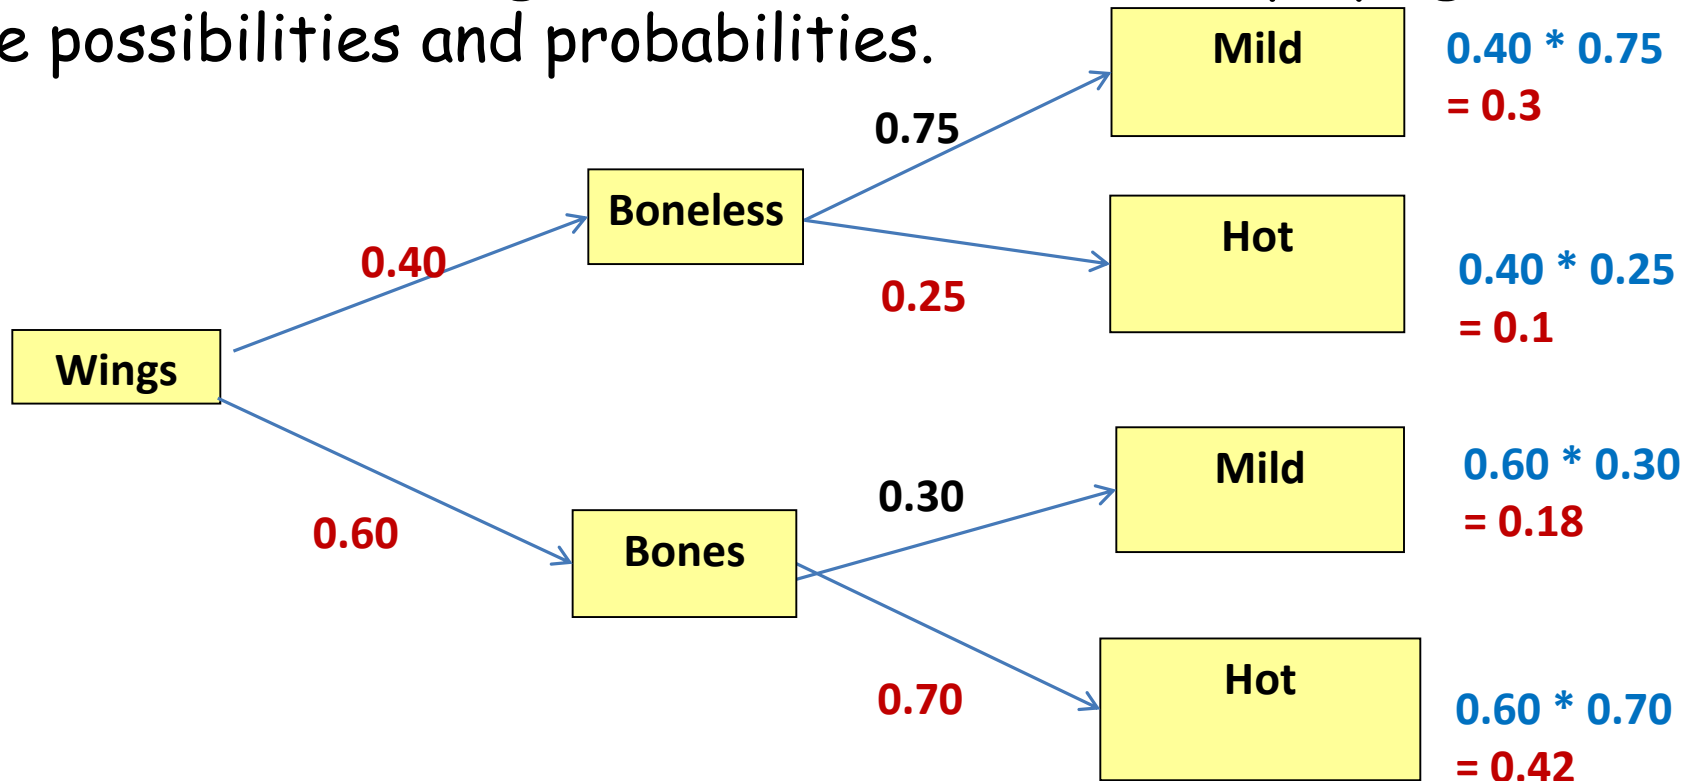 e possibilities and probabilities.
Mild
0.40 * 0.75
= 0.3
0.75
Boneless
Hot
0.40
0.25
0.40 * 0.25
= 0.1
Wings
Mild
0.60 * 0.30
= 0.18
0.30
0.60
Bones
Hot
0.70
0.60 * 0.70
= 0.42